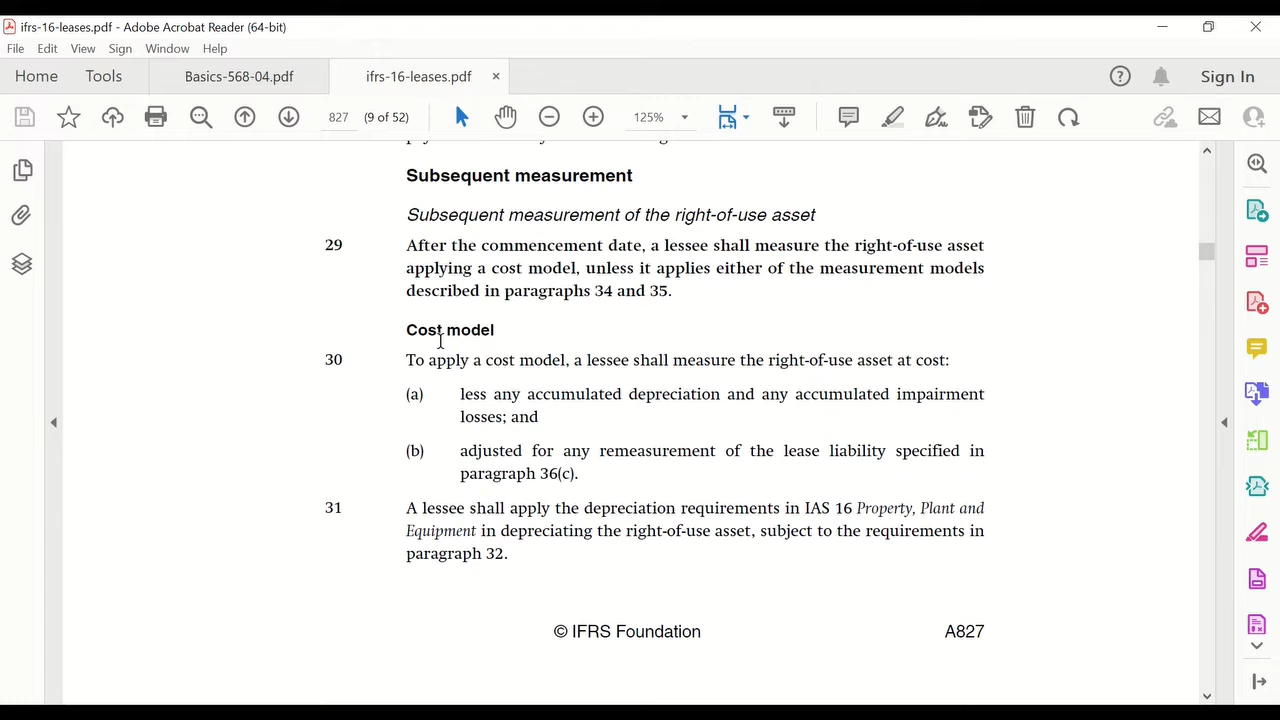 ifrs-16-leases.pdf - Adobe Acrobat Reader (64-bit)
File Edit View Sign Window Help
Home Tools Basics-568-04.pdf ifrs-16-leases.pdf × Sign In
827 (9 of 52) 125%
Subsequent measurement
Subsequent measurement of the right-of-use asset
29 After the commencement date, a lessee shall measure the right-of-use asset
applying a cost model, unless it applies either of the measurement models
described in paragraphs 34 and 35.
Cost model
30 To apply a cost model, a lessee shall measure the right-of-use asset at cost:
(a) less any accumulated depreciation and any accumulated impairment
losses; and
(b) adjusted for any remeasurement of the lease liability specified in
paragraph 36(c).
31 A lessee shall apply the depreciation requirements in IAS 16 Property, Plant and
Equipment in depreciating the right-of-use asset, subject to the requirements in
paragraph 32.
© IFRS Foundation A827